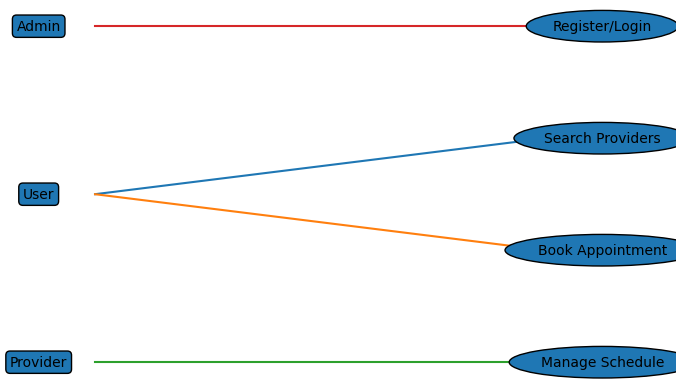 Admin
Register/Login
Search Providers
User
Book Appointment
Provider
Manage Schedule